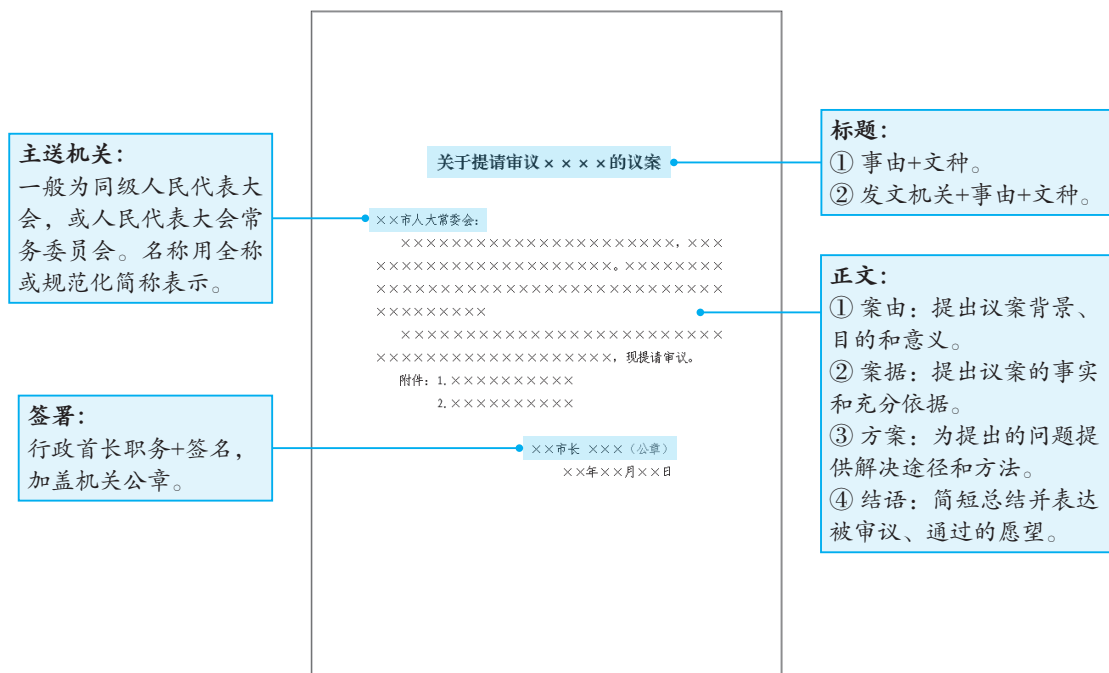 主送机关：
一般为同级人民代表大
会，或人民代表大会常
务委员会。名称用全称
或规范化简称表示。
签署：
行政首长职务+签名，
加盖机关公章。
关于提请审议××××的议案
××市人大常委会：
××××××××××××××××××××××，×××
×××××××××××××××××××。××××××××
××××××××××××××××××××××××××××
×××××××××
××××××××××××××××××××××××××
×××××××××××××××××××，现提请审议。
附件：1.××××××××××
2.××××××××××
××市长 ×××（公章）
××年××月××日
标题：
① 事由+文种。
② 发文机关+事由+文种。
正文：
① 案由：提出议案背景、
目的和意义。
② 案据：提出议案的事实
和充分依据。
③ 方案：为提出的问题提
供解决途径和方法。
④ 结语：简短总结并表达
被审议、通过的愿望。